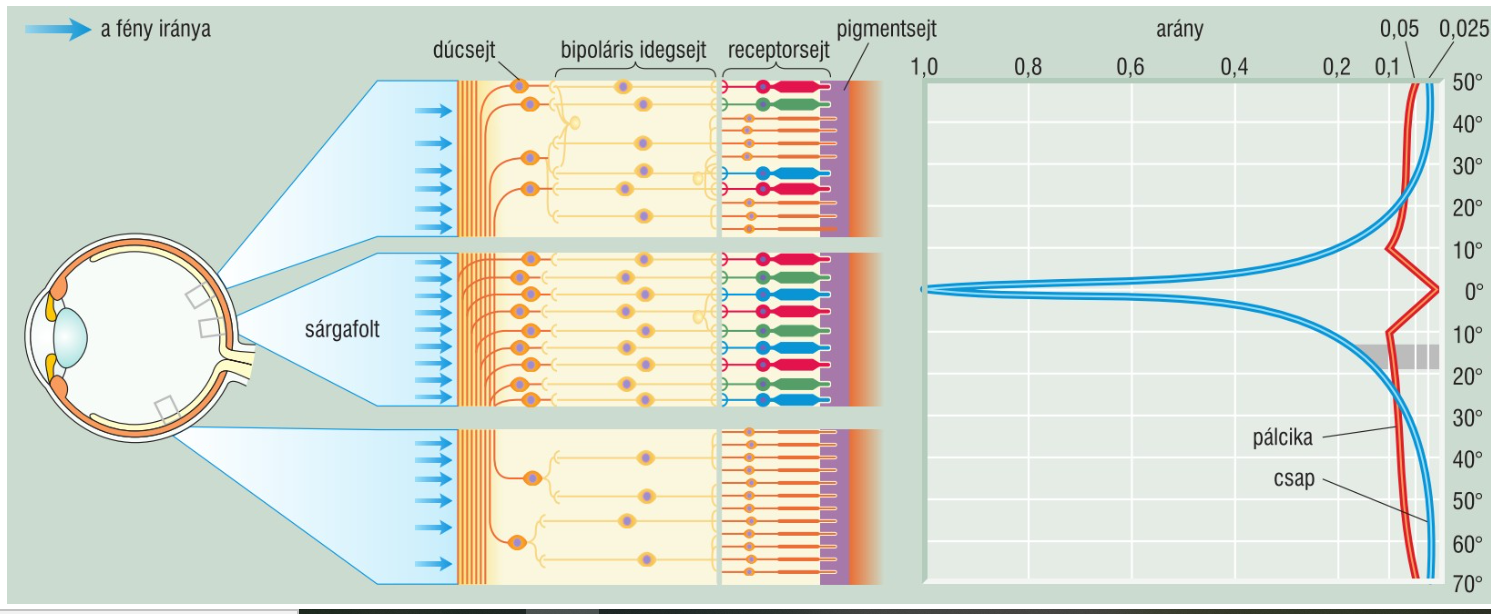 a fény iránya
dúcsejt
bipoláris idegsejt
receptorsejt
pigmentsejt
sárgafolt
arány
0,05
0,025
1,0
0,8
0,6
0,4
0,2
0,1
50°
40°
30°
20°
10°
0°
10°
20°
30°
40°
50°
60°
70°
pálcika
csap